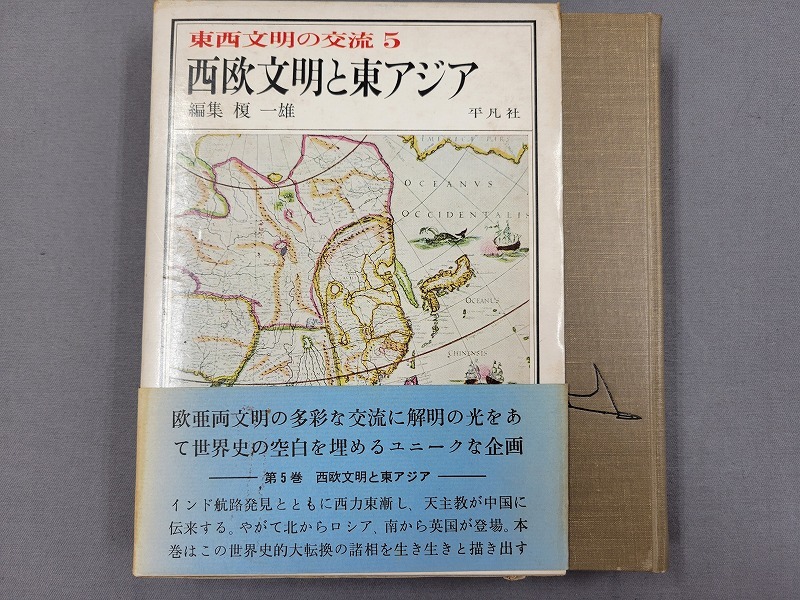 東西文明の交流 5
西欧文明と東アジア
編集 榎 一雄
平凡社
OCEANVS
OCCIDENTALIS
OCEANUS
CHINENSIS
欧亜両文明の多彩な交流に解明の光をあ
て世界史の空白を埋めるユニークな企画
第5巻 西欧文明と東アジア
インド航路発見とともに西力東漸し、天主教が中国に
伝来する。やがて北からロシア、南から英国が登場。本
巻はこの世界史的大転換の諸相を生き生きと描き出す